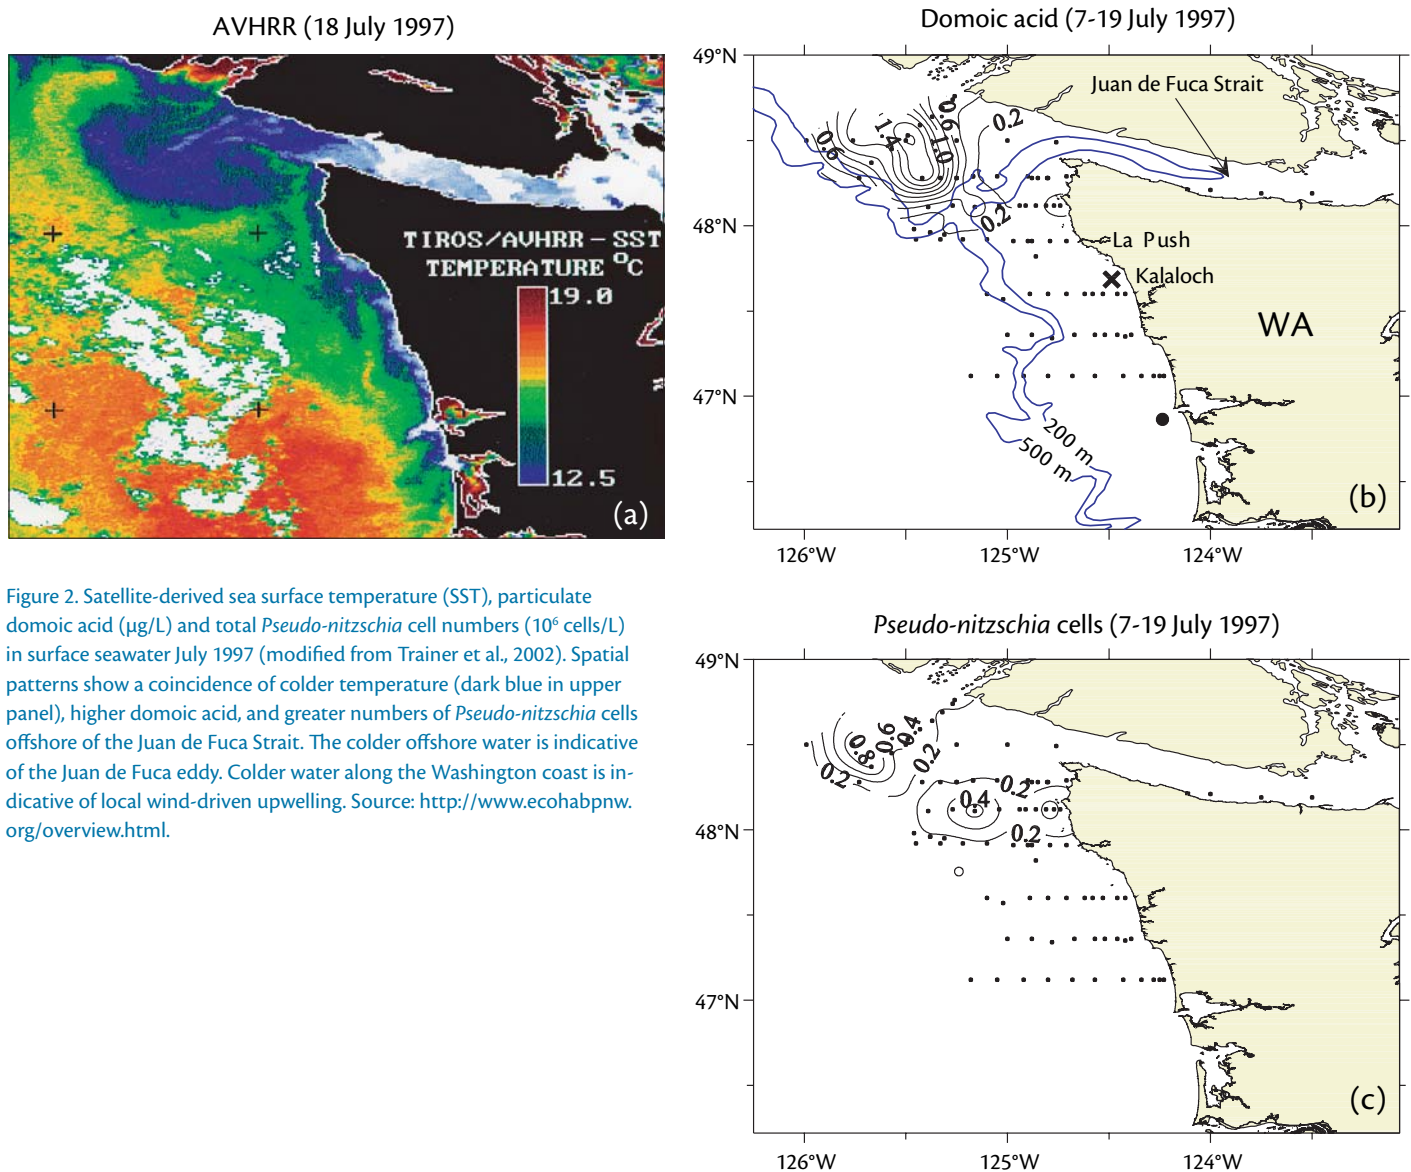 AVHRR (18 July 1997)
TIROS/AVHRR - SST
TEMPERATURE °C
19.0
12.5
(a)
Domoic acid (7-19 July 1997)
49°N
48°N
47°N
Juan de Fuca Strait
0.2
0.6
1.4
1.0
0.6
0.2
La Push
Kalaloch
WA
200 m
500 m
(b)
126°W
125°W
124°W
Figure 2. Satellite-derived sea surface temperature (SST), particulate
domoic acid (µg/L) and total Pseudo-nitzschia cell numbers (10⁶ cells/L)
in surface seawater July 1997 (modified from Trainer et al., 2002). Spatial
patterns show a coincidence of colder temperature (dark blue in upper
panel), higher domoic acid, and greater numbers of Pseudo-nitzschia cells
offshore of the Juan de Fuca Strait. The colder offshore water is indicative
of the Juan de Fuca eddy. Colder water along the Washington coast is in-
dicative of local wind-driven upwelling. Source: http://www.ecohabpnw.
org/overview.html.
Pseudo-nitzschia cells (7-19 July 1997)
49°N
48°N
47°N
0.8
0.6
0.4
0.2
0.2
0.2
0.4
0.2
(c)
126°W
125°W
124°W